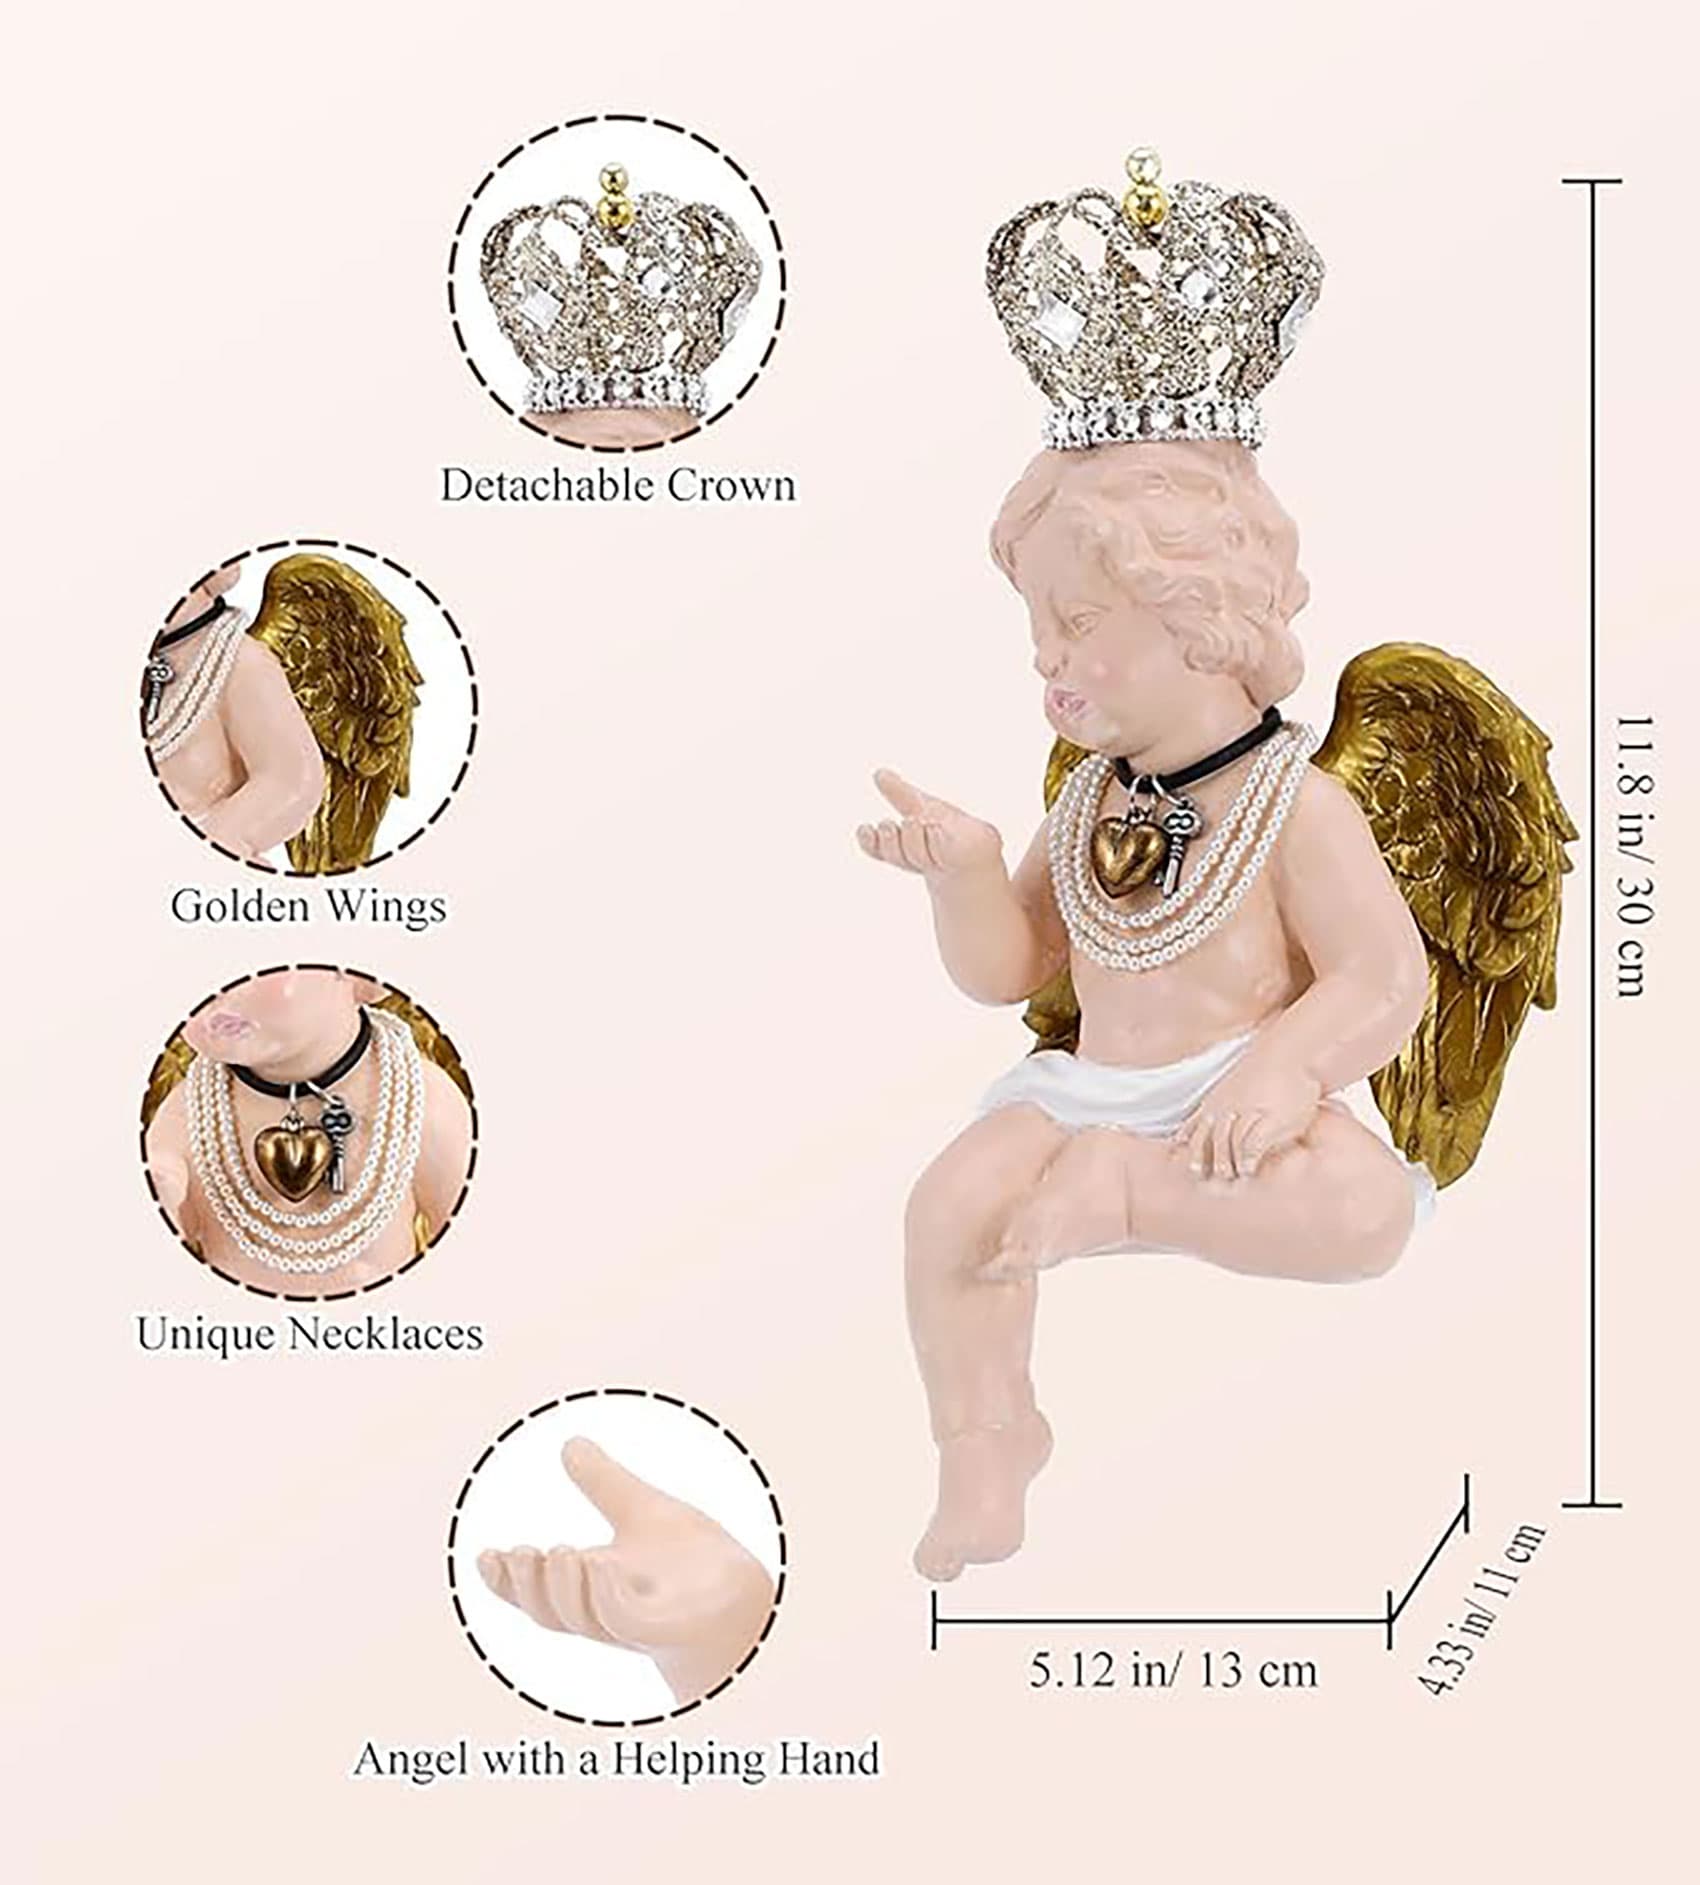 Detachable Crown
Golden Wings
Unique Necklaces
Angel with a Helping Hand
11.8 in/ 30 cm
5.12 in/ 13 cm
4.33 in/ 11 cm